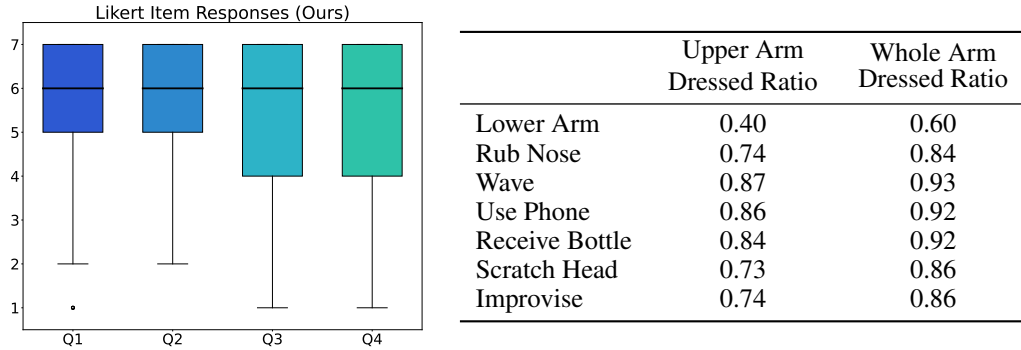 Likert Item Responses (Ours)
7
6
5
4
3
2
1
Q1 Q2 Q3 Q4
Upper Arm Whole Arm
Dressed Ratio Dressed Ratio
Lower Arm 0.40 0.60
Rub Nose 0.74 0.84
Wave 0.87 0.93
Use Phone 0.86 0.92
Receive Bottle 0.84 0.92
Scratch Head 0.73 0.86
Improvise 0.74 0.86